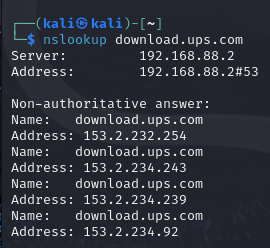 ┌──(kali㉿kali)-[~]
└─$ nslookup download.ups.com
Server:         192.168.88.2
Address:        192.168.88.2#53

Non-authoritative answer:
Name:   download.ups.com
Address: 153.2.232.254
Name:   download.ups.com
Address: 153.2.234.243
Name:   download.ups.com
Address: 153.2.234.239
Name:   download.ups.com
Address: 153.2.234.92